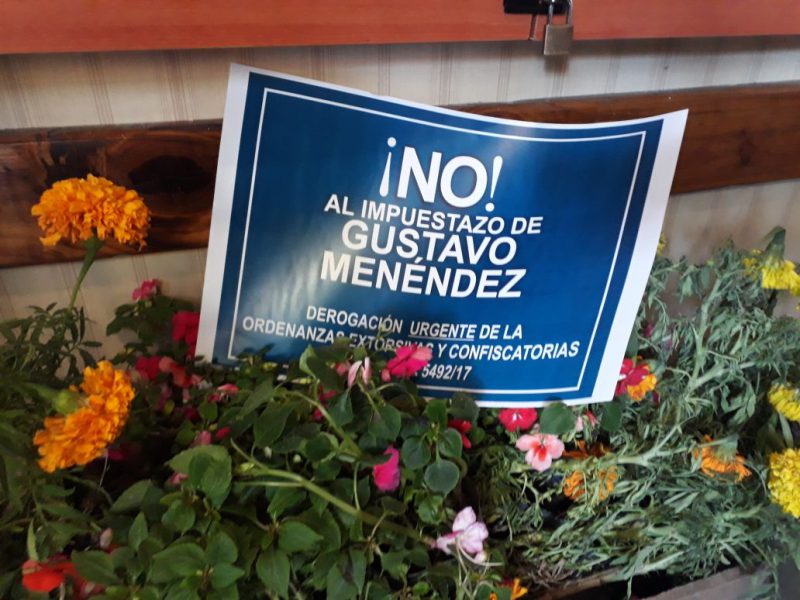 ¡NO!
AL IMPUESTAZO DE
GUSTAVO
MENÉNDEZ
DEROGACIÓN URGENTE DE LA
ORDENANZAS EXTORSIVAS Y CONFISCATORIAS
5492/17